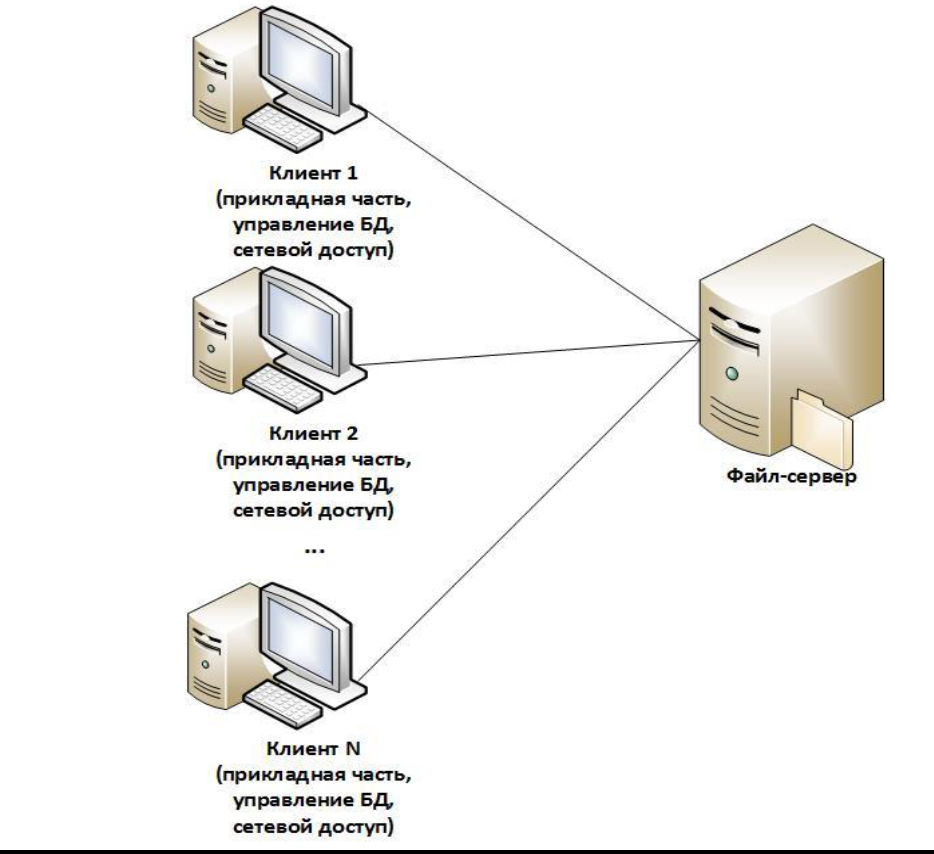 Клиент 1
(прикладная часть,
управление БД,
сетевой доступ)
Клиент 2
(прикладная часть,
управление БД,
сетевой доступ)
...
Файл-сервер
Клиент N
(прикладная часть,
управление БД,
сетевой доступ)